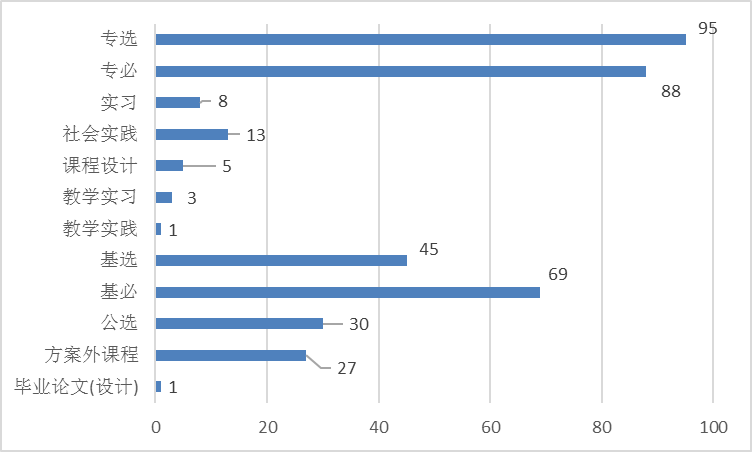 专选 95
专必 88
实习 8
社会实践 13
课程设计 5
教学实习 3
教学实践 1
基选 45
基必 69
公选 30
方案外课程 27
毕业论文(设计) 1
0 20 40 60 80 100